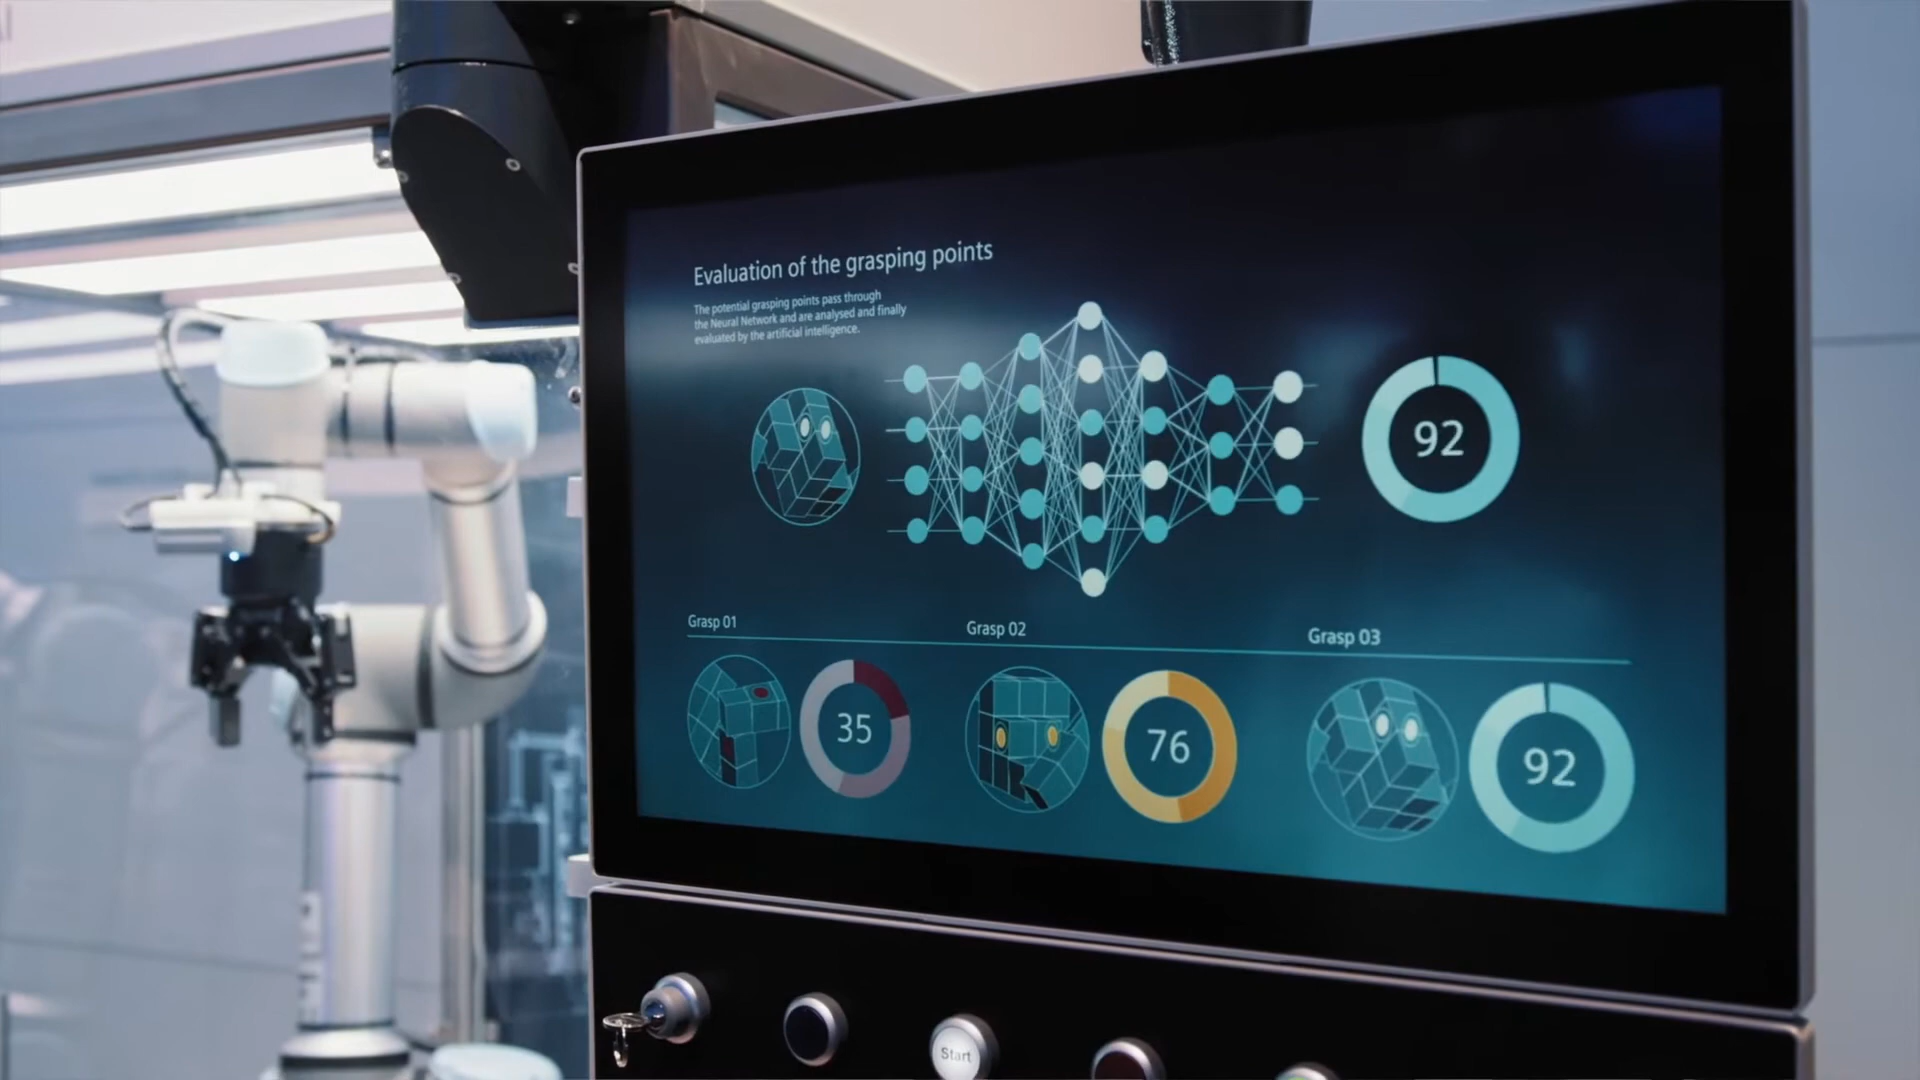 Evaluation of the grasping points
The potential grasping points pass through
the Neural Network and are analysed and finally
evaluated by the artificial intelligence.
92
Grasp 01
Grasp 02
Grasp 03
35
76
92
Start